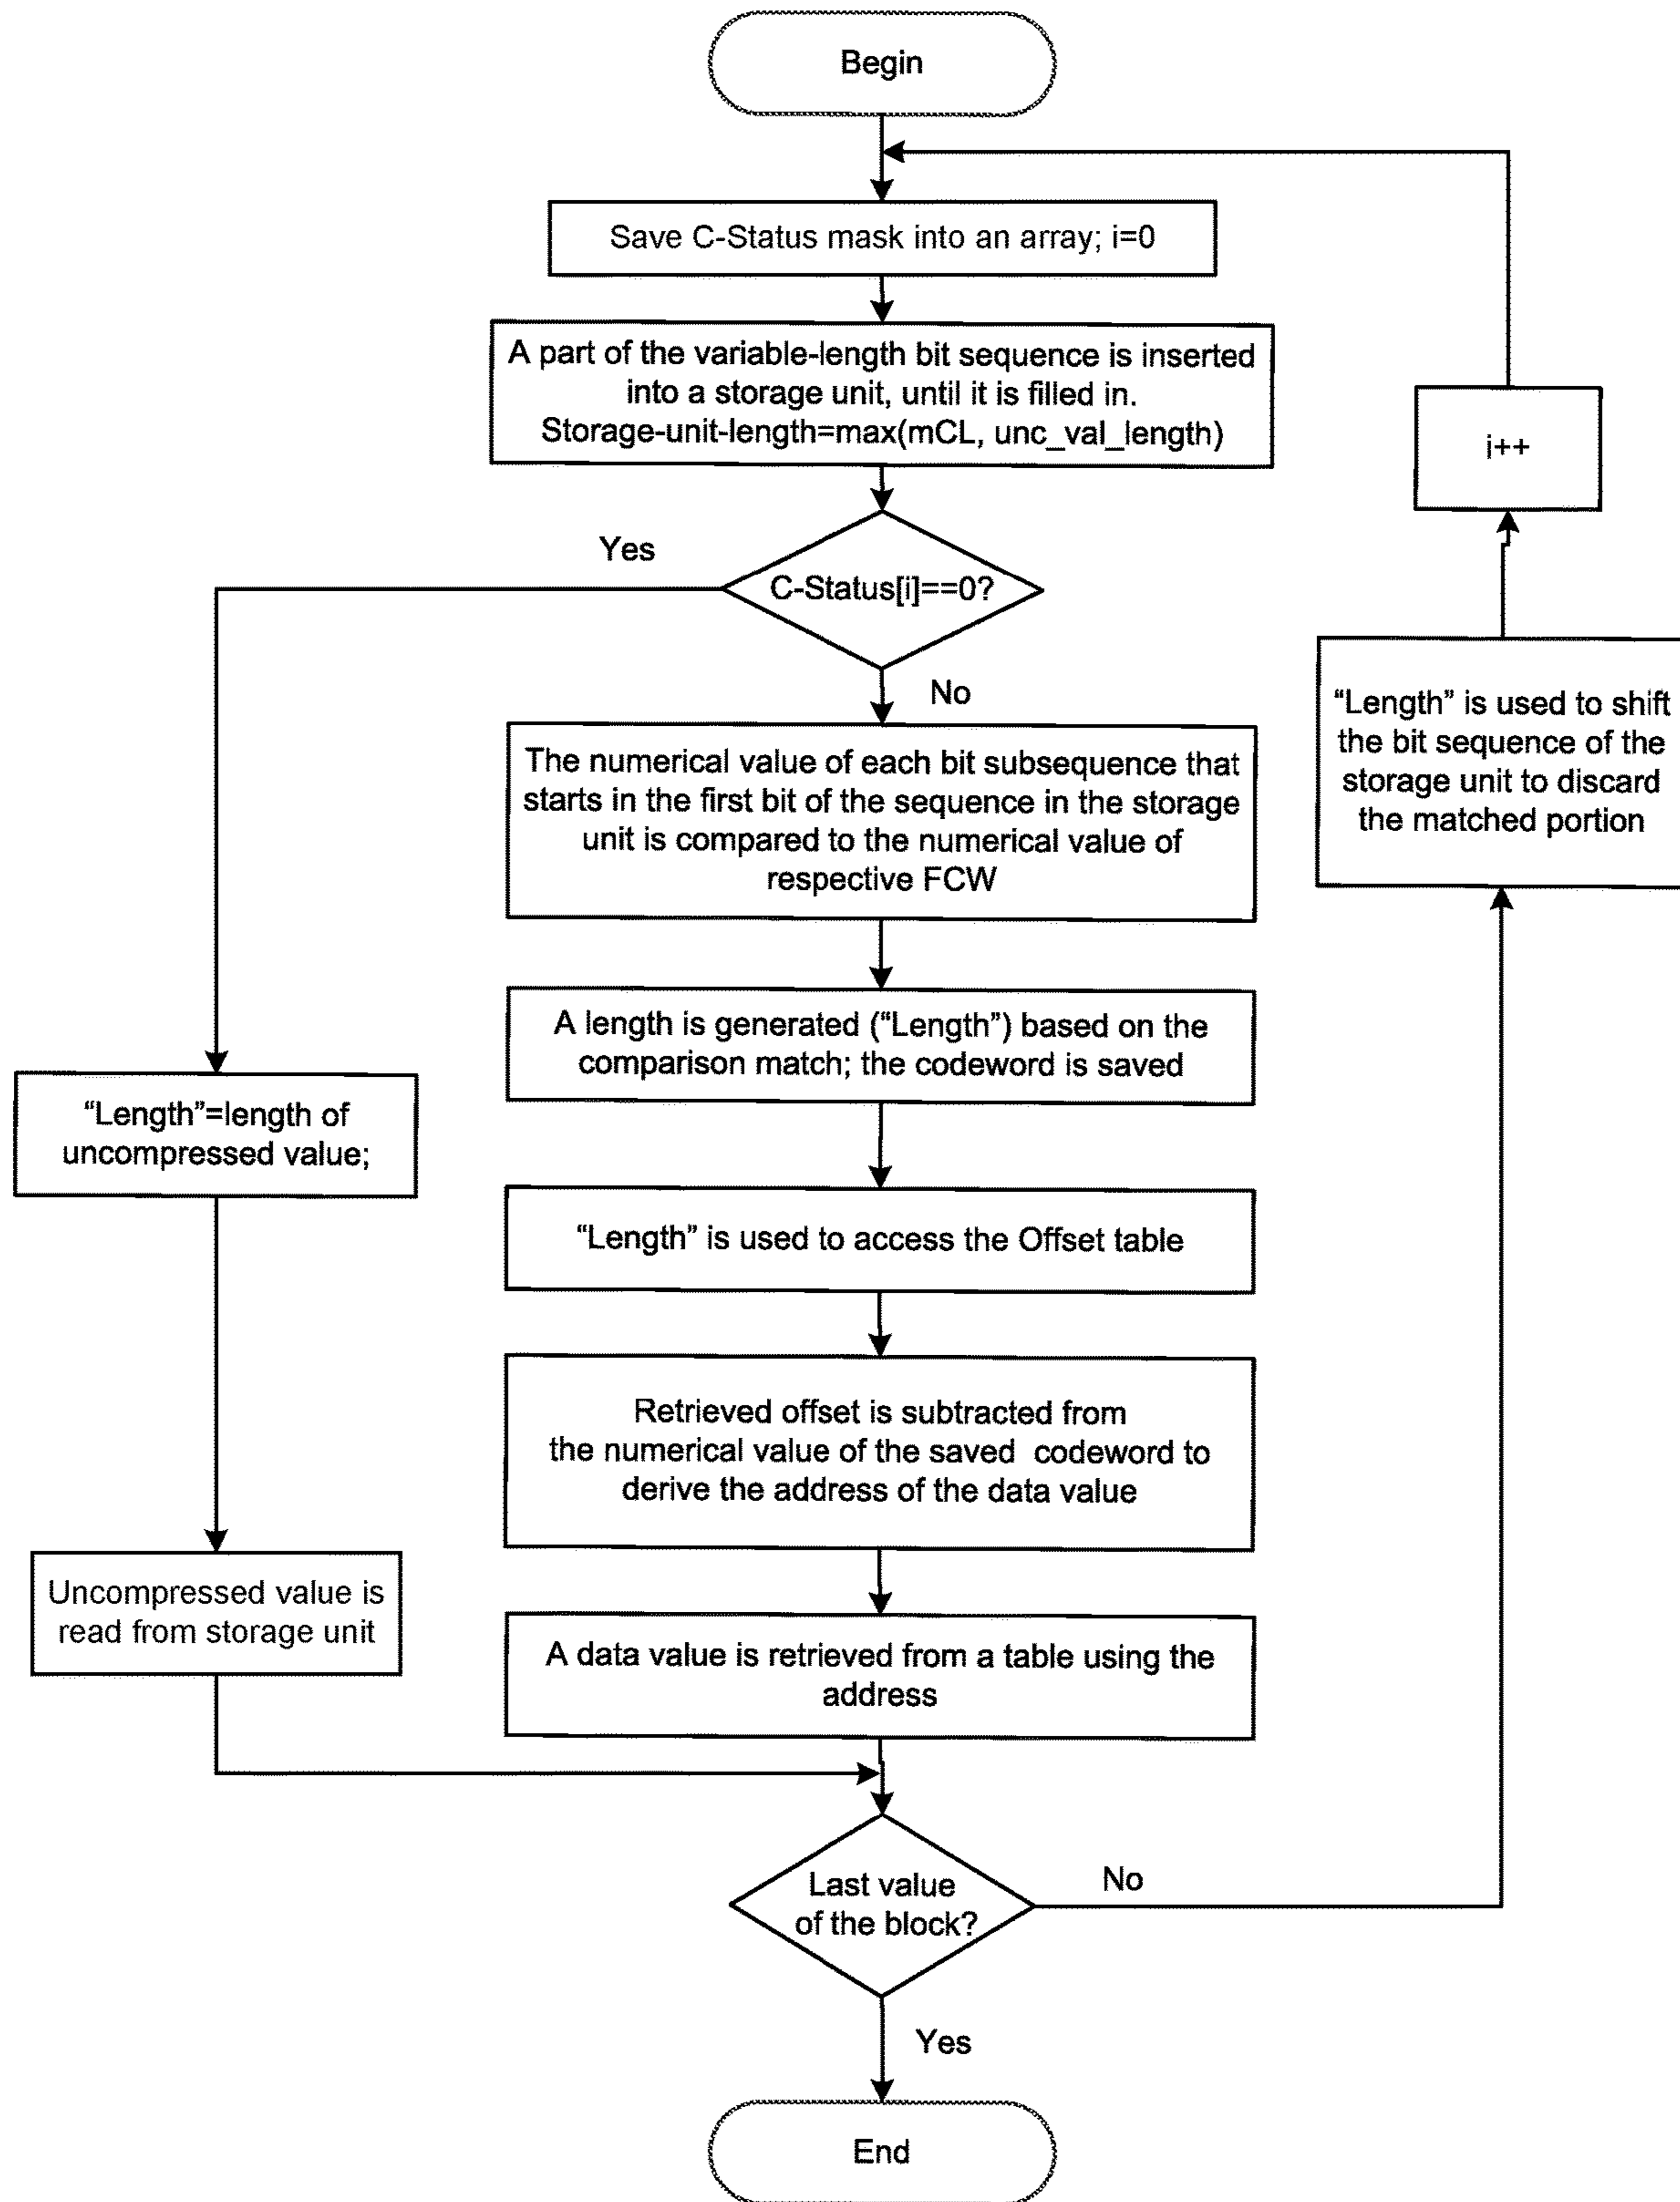 Begin
Save C-Status mask into an array; i=0
A part of the variable-length bit sequence is inserted
into a storage unit, until it is filled in.
Storage-unit-length=max(mCL, unc_val_length)
i++
Yes
C-Status[i]==0?
No
"Length" is used to shift
the bit sequence of the
storage unit to discard
the matched portion
The numerical value of each bit subsequence that
starts in the first bit of the sequence in the storage
unit is compared to the numerical value of
respective FCW
A length is generated ("Length") based on the
comparison match; the codeword is saved
"Length"=length of
uncompressed value;
"Length" is used to access the Offset table
Retrieved offset is subtracted from
the numerical value of the saved codeword to
derive the address of the data value
Uncompressed value is
read from storage unit
A data value is retrieved from a table using the
address
Last value
of the block?
No
Yes
End